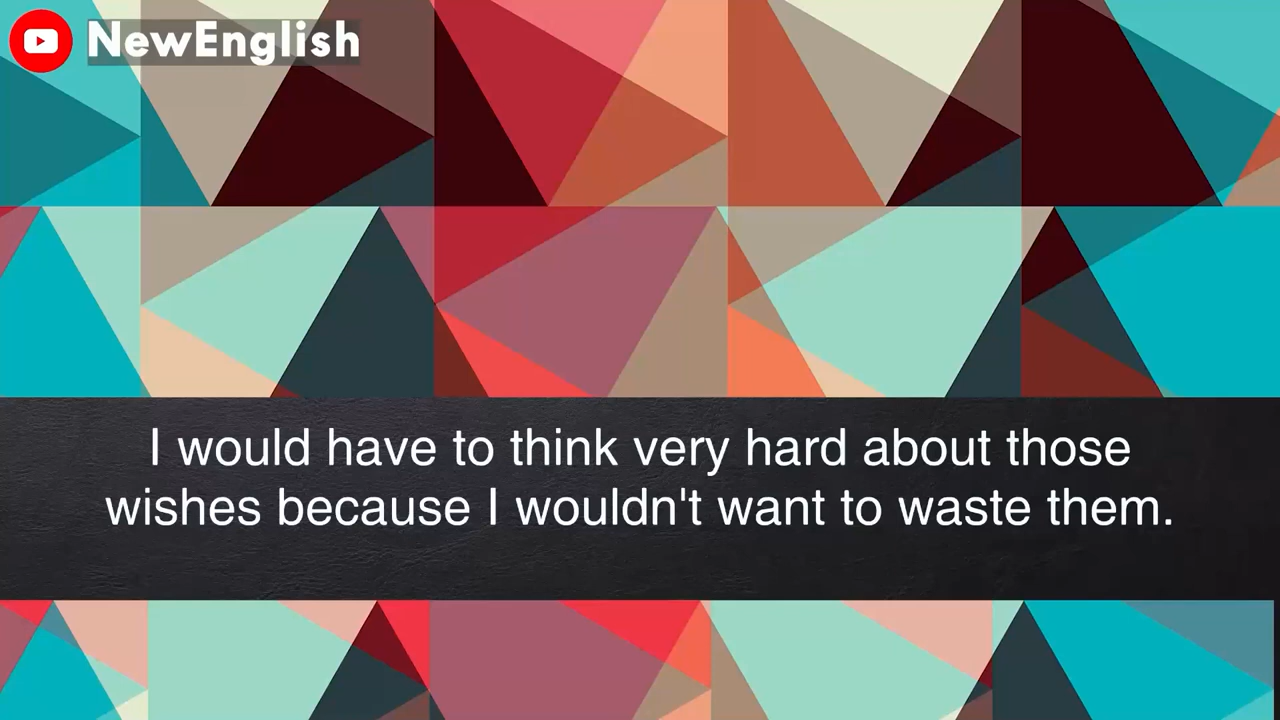 NewEnglish
I would have to think very hard about those
wishes because I wouldn't want to waste them.